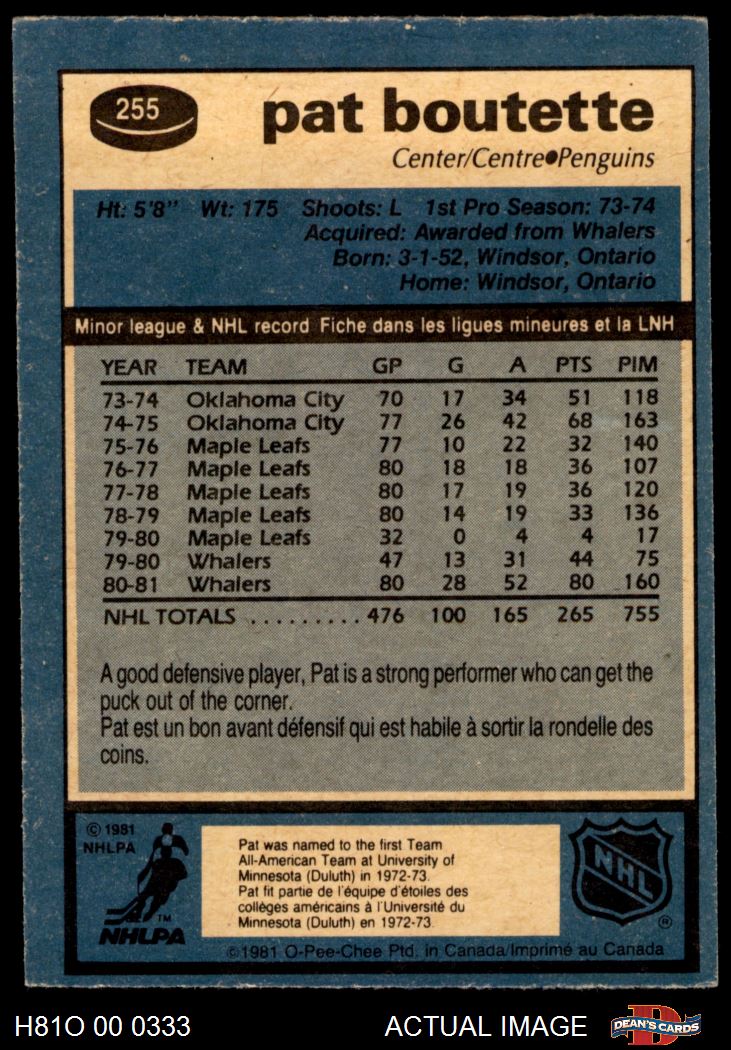 255
pat boutette
Center/Centre●Penguins
Ht: 5'8" Wt: 175 Shoots: L 1st Pro Season: 73-74
Acquired: Awarded from Whalers
Born: 3-1-52, Windsor, Ontario
Home: Windsor, Ontario
Minor league & NHL record Fiche dans les ligues mineures et la LNH
YEAR TEAM GP G A PTS PIM
73-74 Oklahoma City 70 17 34 51 118
74-75 Oklahoma City 77 26 42 68 163
75-76 Maple Leafs 77 10 22 32 140
76-77 Maple Leafs 80 18 18 36 107
77-78 Maple Leafs 80 17 19 36 120
78-79 Maple Leafs 80 14 19 33 136
79-80 Maple Leafs 32 0 4 4 17
79-80 Whalers 47 13 31 44 75
80-81 Whalers 80 28 52 80 160
NHL TOTALS . . . . . . . . . 476 100 165 265 755
A good defensive player, Pat is a strong performer who can get the
puck out of the corner.
Pat est un bon avant défensif qui est habile à sortir la rondelle des
coins.
© 1981
NHLPA
TM
NHLPA
Pat was named to the first Team
All-American Team at University of
Minnesota (Duluth) in 1972-73.
Pat fit partie de l'équipe d'étoiles des
collèges américains à l'Université du
Minnesota (Duluth) en 1972-73.
NHL
®
©1981 O-Pee-Chee Ptd. in Canada/Imprimé au Canada
H81O 00 0333
ACTUAL IMAGE
D
DEAN'S CARDS